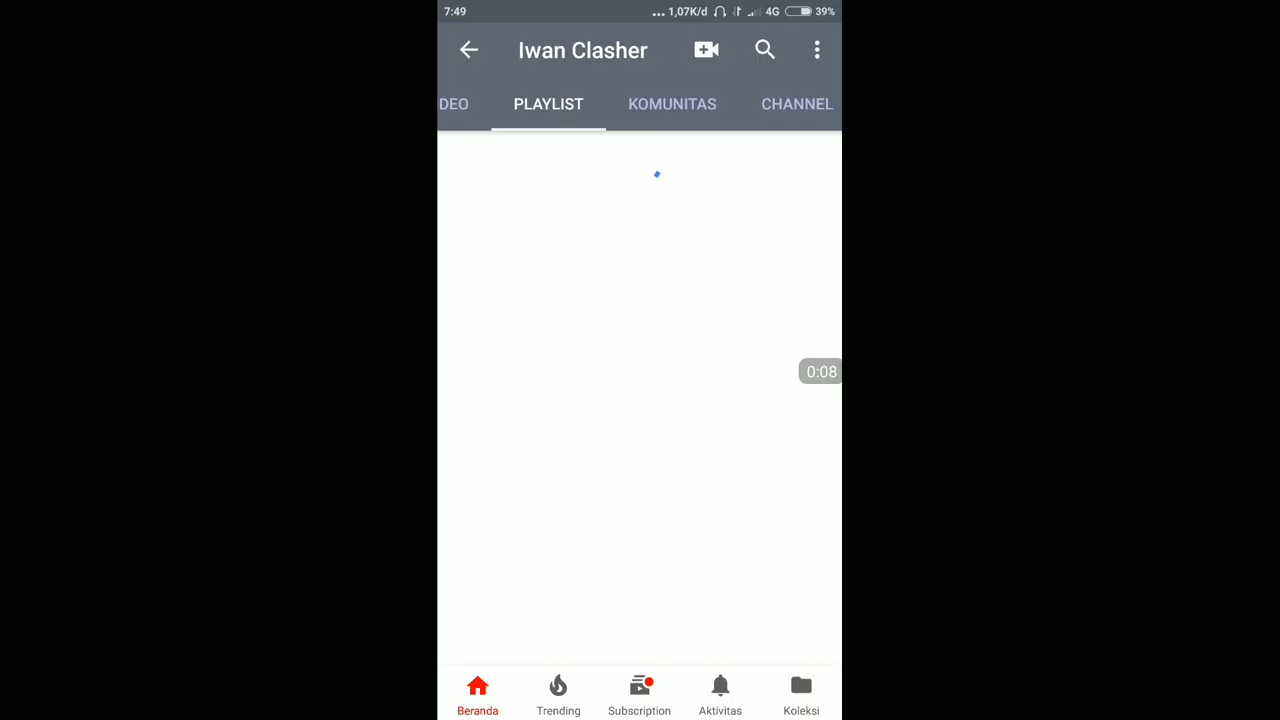 7:49 ... 1,07K/d 4G 39%
Iwan Clasher
DEO PLAYLIST KOMUNITAS CHANNEL
0:08
Beranda Trending Subscription Aktivitas Koleksi